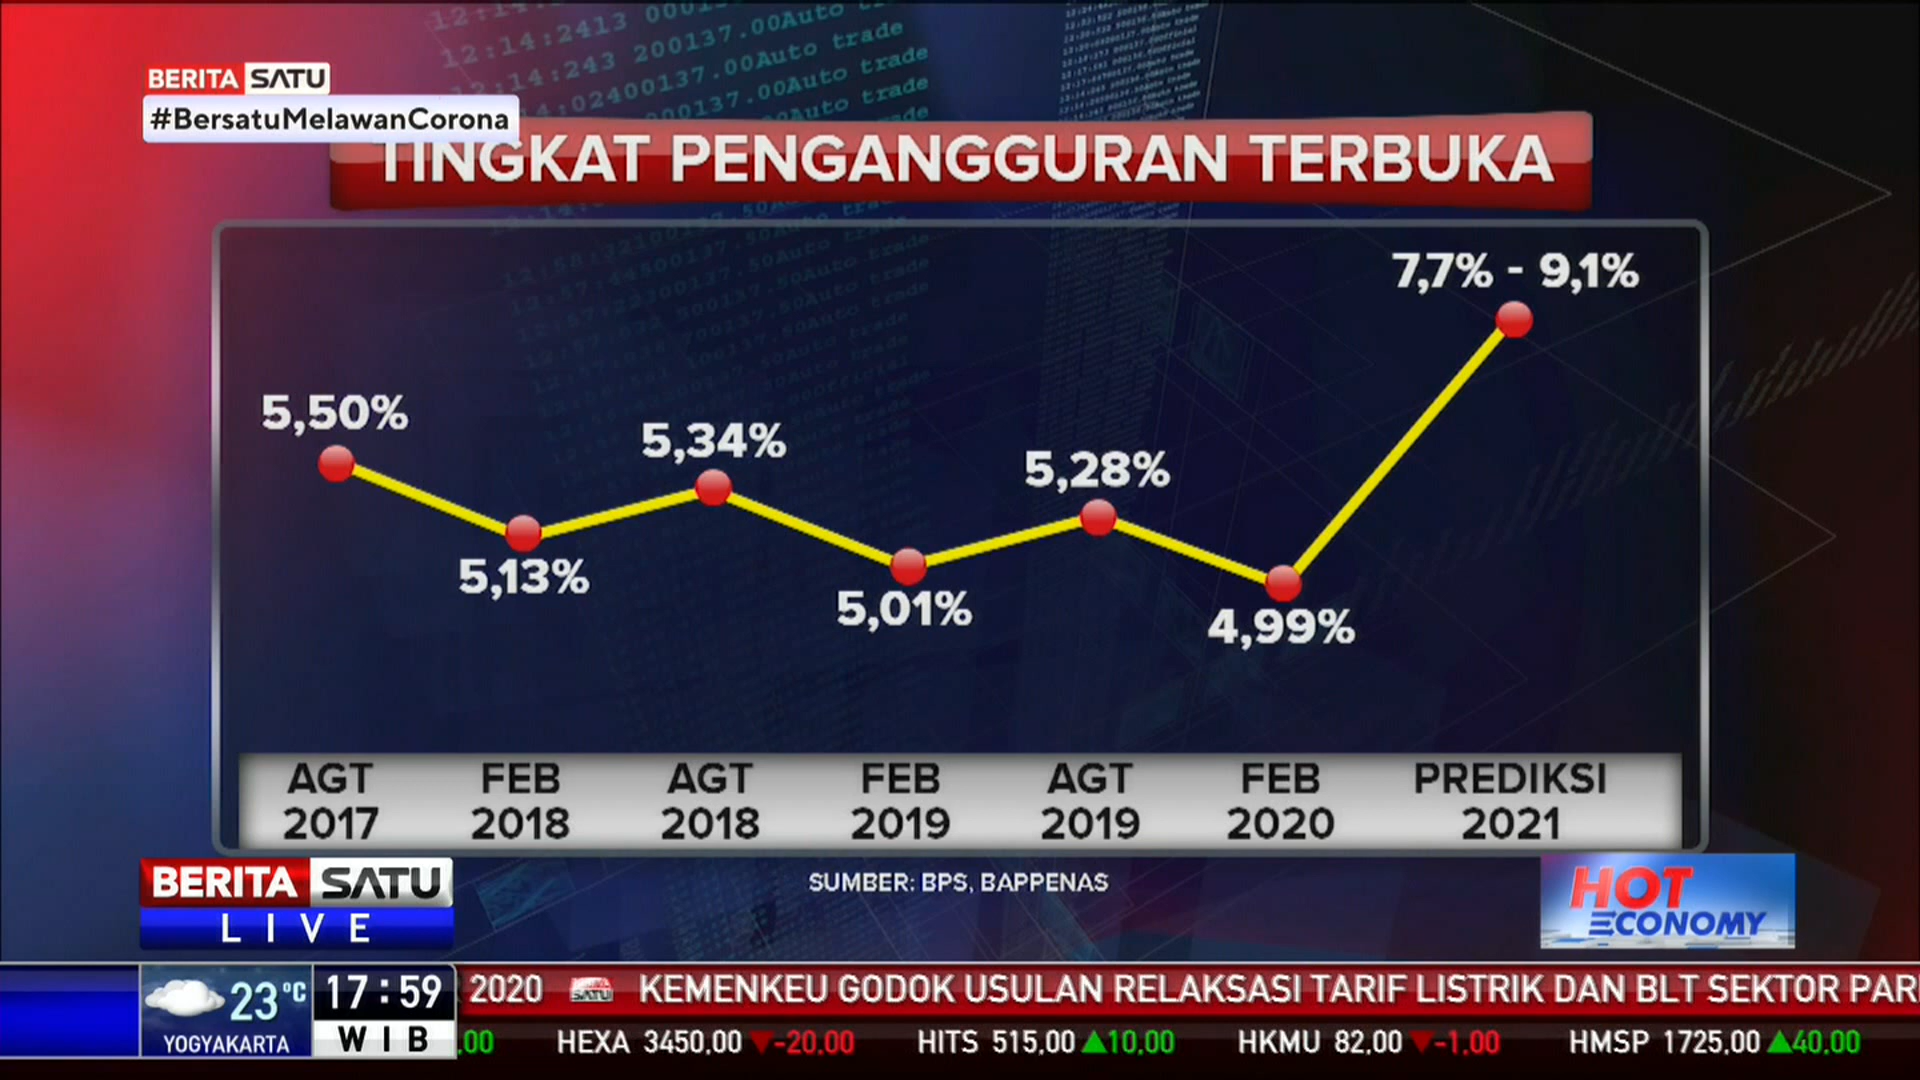 BERITA SATU
#BersatuMelawanCorona
TINGKAT PENGANGGURAN TERBUKA
7,7% - 9,1%
5,50%
5,34%
5,28%
5,13%
5,01%
4,99%
AGT 2017
FEB 2018
AGT 2018
FEB 2019
AGT 2019
FEB 2020
PREDIKSI 2021
SUMBER: BPS, BAPPENAS
BERITA SATU
LIVE
HOT ECONOMY
23°C
YOGYAKARTA
17:59
WIB
2020 KEMENKEU GODOK USULAN RELAKSASI TARIF LISTRIK DAN BLT SEKTOR PAR
,00 HEXA 3450,00 ▼-20.00 HITS 515,00 ▲10,00 HKMU 82,00 ▼-1,00 HMSP 1725,00 ▲40,00